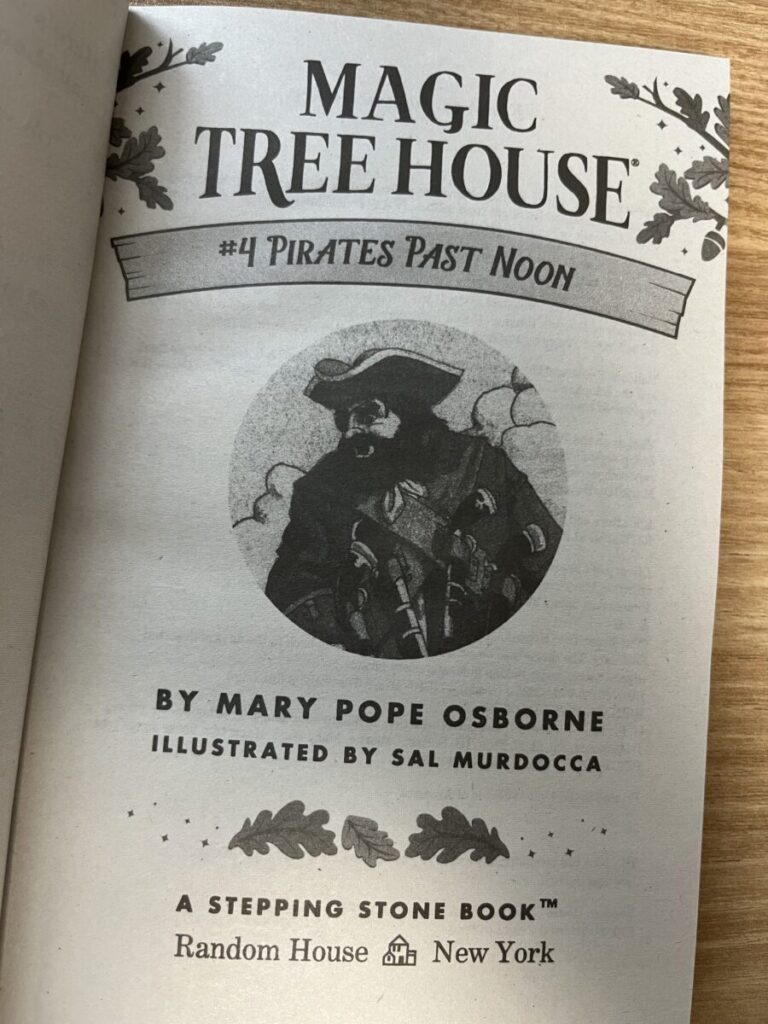 MAGIC
TREE HOUSE®
#4 PIRATES PAST NOON
BY MARY POPE OSBORNE
ILLUSTRATED BY SAL MURDOCCA
A STEPPING STONE BOOK™
Random House New York